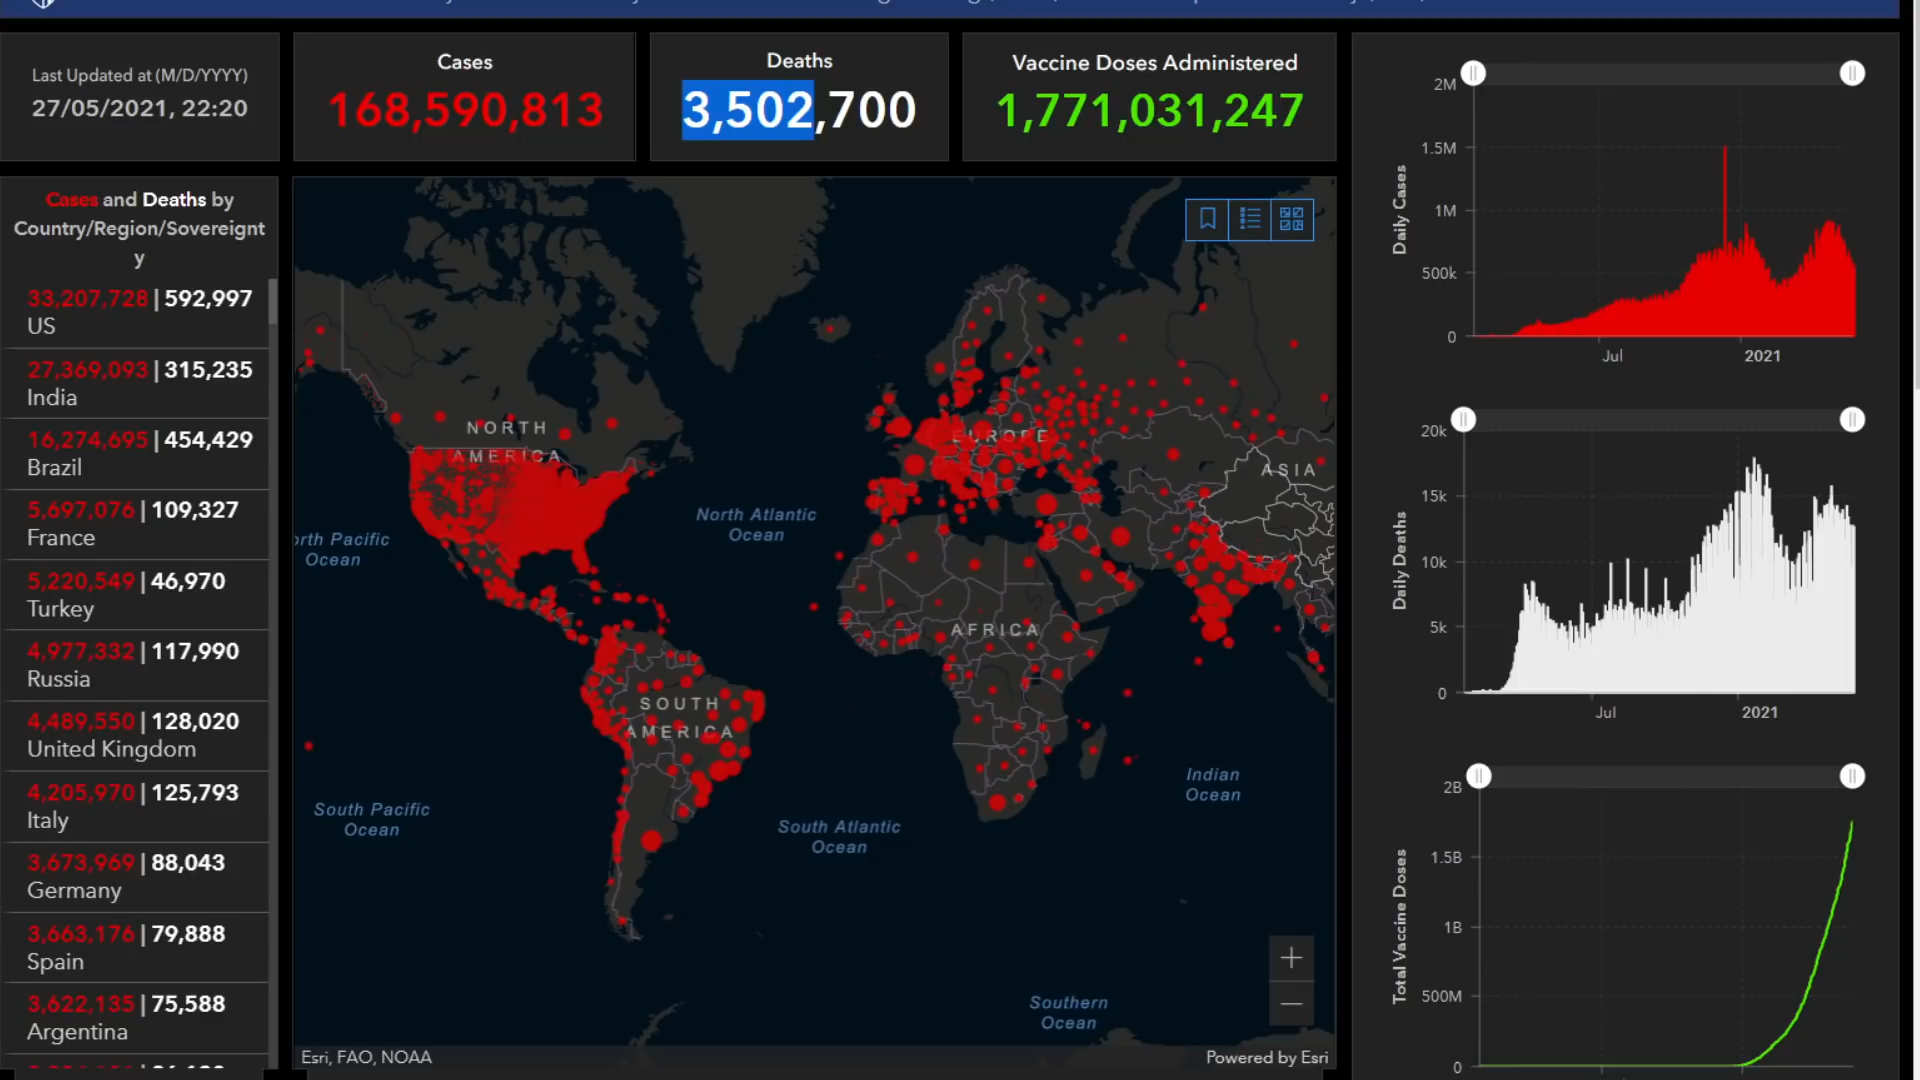 Last Updated at (M/D/YYYY)
27/05/2021, 22:20
Cases
168,590,813
Deaths
3,502,700
Vaccine Doses Administered
1,771,031,247
Cases and Deaths by
Country/Region/Sovereignt
y
33,207,728 | 592,997
US
27,369,093 | 315,235
India
16,274,695 | 454,429
Brazil
5,697,076 | 109,327
France
5,220,549 | 46,970
Turkey
4,977,332 | 117,990
Russia
4,489,550 | 128,020
United Kingdom
4,205,970 | 125,793
Italy
3,673,969 | 88,043
Germany
3,663,176 | 79,888
Spain
3,622,135 | 75,588
Argentina
NORTH
AMERICA
EUROPE
ASIA
North Atlantic
Ocean
orth Pacific
Ocean
AFRICA
SOUTH
AMERICA
Indian
Ocean
South Pacific
Ocean
South Atlantic
Ocean
Southern
Ocean
Esri, FAO, NOAA
Powered by Esri
Daily Cases
2M
1.5M
1M
500k
0
Jul
2021
Daily Deaths
20k
15k
10k
5k
0
Jul
2021
Total Vaccine Doses
2B
1.5B
1B
500M
0